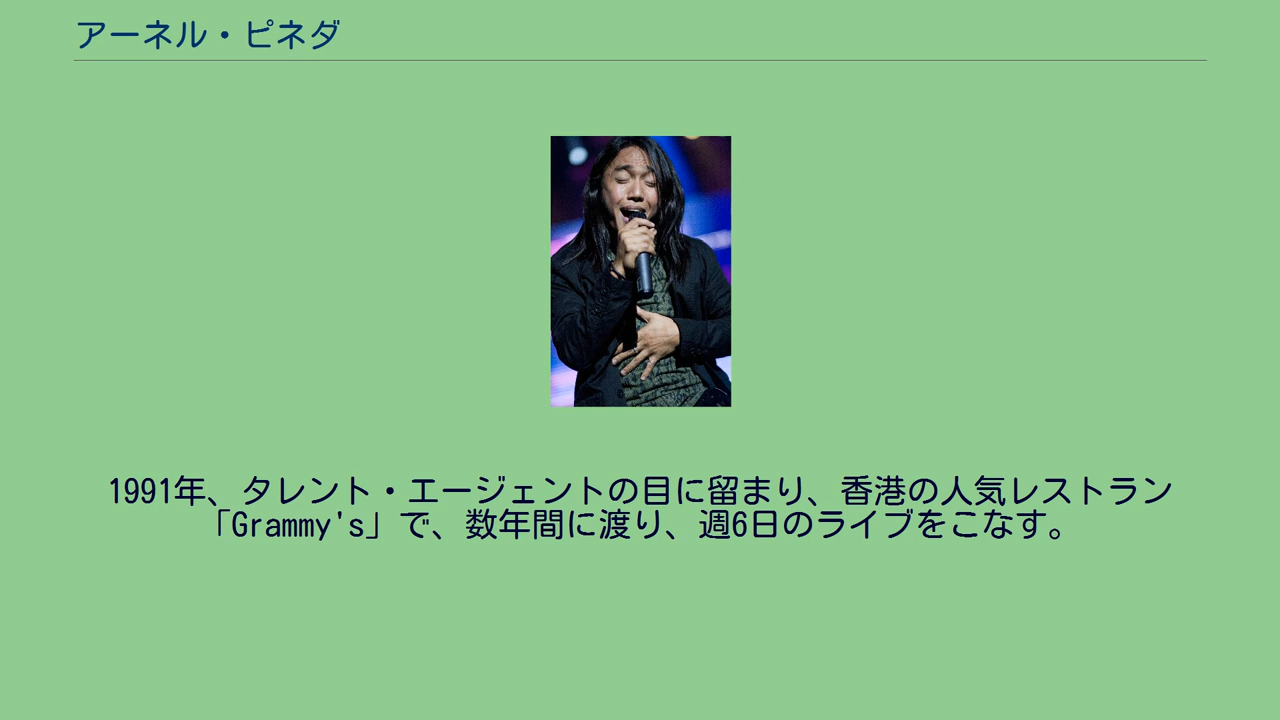 アーネル・ピネダ
1991年、タレント・エージェントの目に留まり、香港の人気レストラン
「Grammy's」で、数年間に渡り、週6日のライブをこなす。